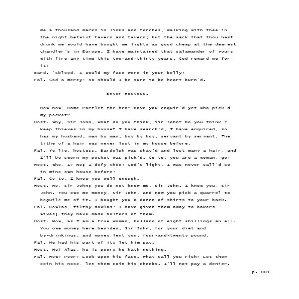 me a thousand marks in links and torches, walking with thee in
the night betwixt tavern and tavern; but the sack that thou hast
drunk me would have bought me lights as good cheap at the dearest
chandler's in Europe. I have maintained that salamander of yours
with fire any time this two-and-thirty years. God reward me for
it!
Bard. 'Sblood, I would my face were in your belly!
Fal. God-a-mercy! so should I be sure to be heart-burn'd.
Enter Hostess.
How now, Dame Partlet the hen? Have you enquir'd yet who pick'd
my pocket?
Host. Why, Sir John, what do you think, Sir John? Do you think I
keep thieves in my house? I have search'd, I have enquired, so
has my husband, man by man, boy by boy, servant by servant. The
tithe of a hair was never lost in my house before.
Fal. Ye lie, hostess. Bardolph was shav'd and lost many a hair, and
I'll be sworn my pocket was pick'd. Go to, you are a woman, go!
Host. Who, I? No; I defy thee! God's light, I was never call'd so
in mine own house before!
Fal. Go to, I know you well enough.
Host. No, Sir John; you do not know me, Sir John. I know you, Sir
John. You owe me money, Sir John, and now you pick a quarrel to
beguile me of it. I bought you a dozen of shirts to your back.
Fal. Dowlas, filthy dowlas! I have given them away to bakers'
wives; they have made bolters of them.
Host. Now, as I am a true woman, holland of eight shillings an ell.
You owe money here besides, Sir John, for your diet and
by-drinkings, and money lent you, four-and-twenty pound.
Fal. He had his part of it; let him pay.
Host. He? Alas, he is poor; he hath nothing.
Fal. How? Poor? Look upon his face. What call you rich? Let them
coin his nose, let them coin his cheeks. I'll not pay a denier.